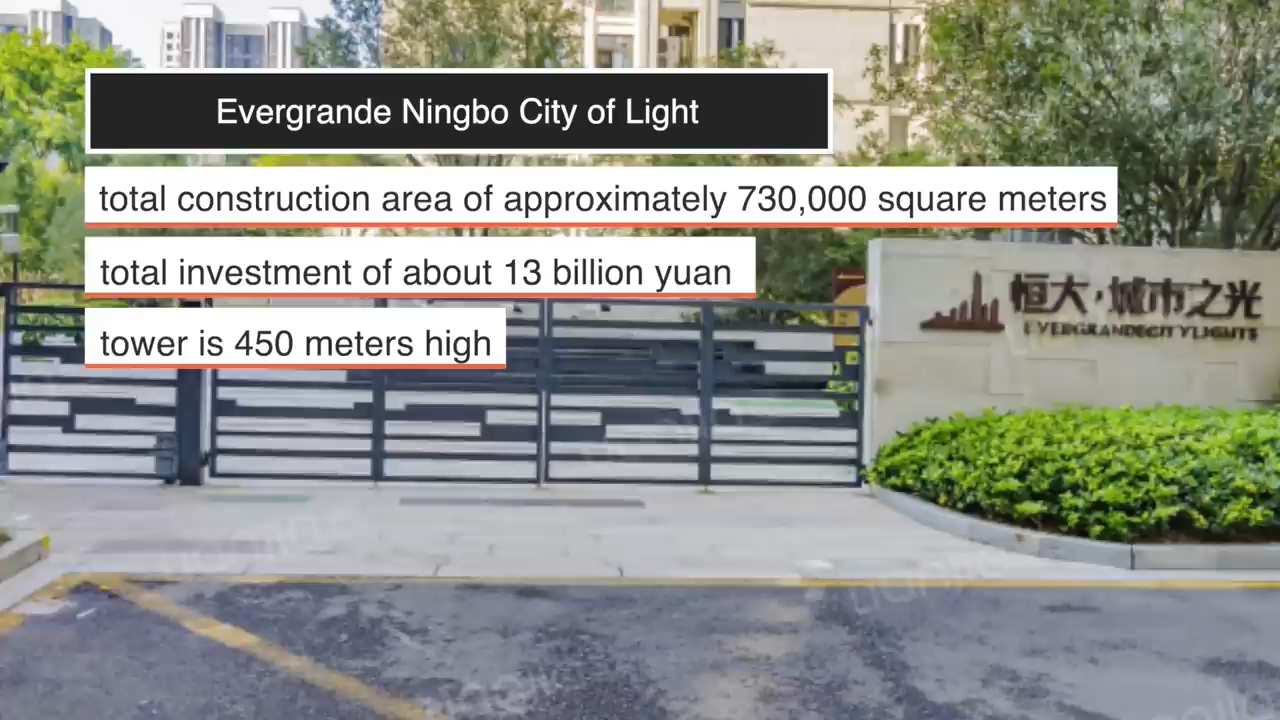 Evergrande Ningbo City of Light
total construction area of approximately 730,000 square meters
total investment of about 13 billion yuan
tower is 450 meters high
恒大·城市之光
EVERGRANDECITYLIGHTS